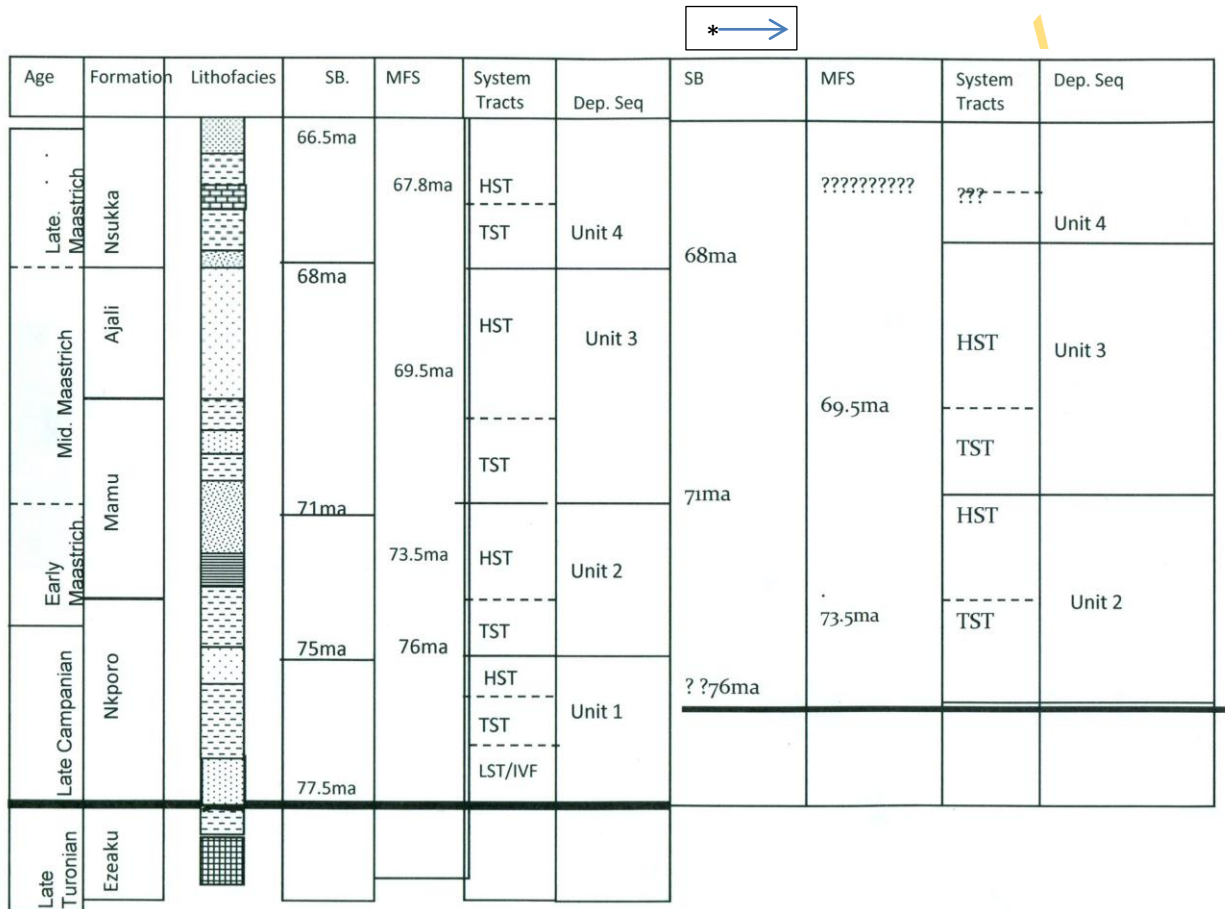 *
Age Formation Lithofacies SB. MFS System Tracts Dep. Seq SB MFS System Tracts Dep. Seq
Late. Maastrich
Mid. Maastrich
Early Maastrich.
Late Campanian
Late Turonian
Nsukka
Ajali
Mamu
Nkporo
Ezeaku
66.5ma
68ma
71ma
75ma
77.5ma
67.8ma
69.5ma
73.5ma
76ma
HST
TST
HST
TST
HST
TST
HST
TST
LST/IVF
Unit 4
Unit 3
Unit 2
Unit 1
68ma
71ma
? ?76ma
??????????
69.5ma
73.5ma
???
HST
TST
HST
TST
Unit 4
Unit 3
Unit 2